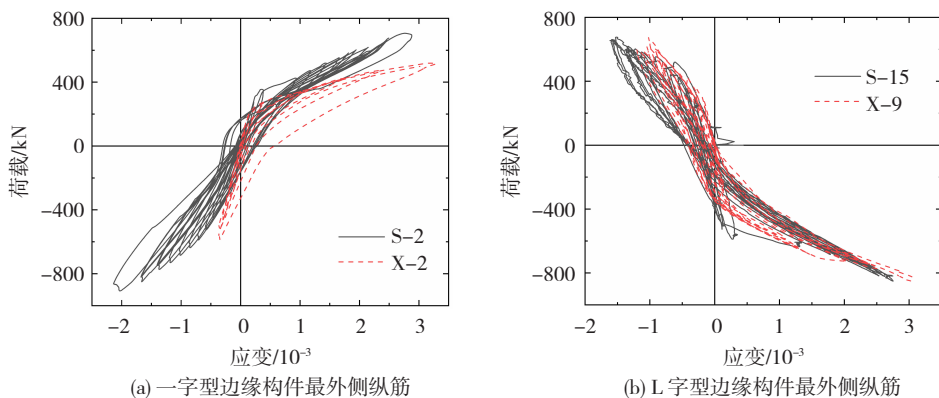 800
400
0
-400
-800
荷载/kN
S-2
X-2
-2 -1 0 1 2 3
应变/10⁻³
(a) 一字型边缘构件最外侧纵筋
800
400
0
-400
-800
荷载/kN
S-15
X-9
-2 -1 0 1 2 3
应变/10⁻³
(b) L 字型边缘构件最外侧纵筋